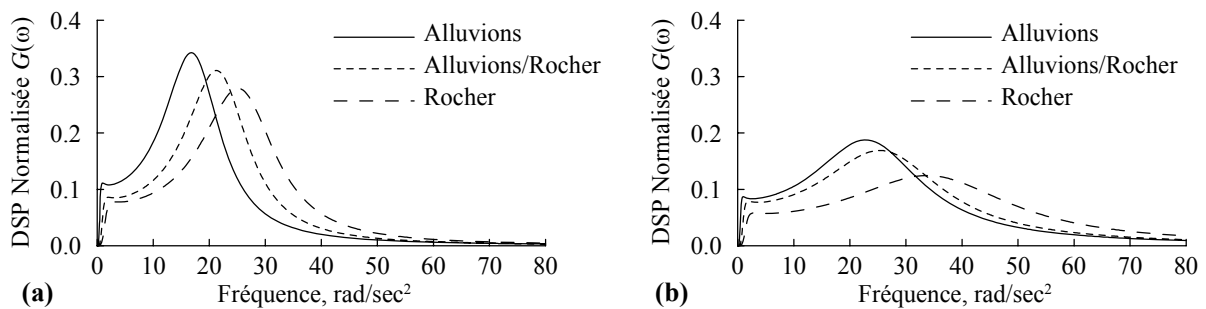 DSP Normalisée G(ω)
0.4
0.3
0.2
0.1
0.0
Alluvions
Alluvions/Rocher
Rocher
0 10 20 30 40 50 60 70 80
(a) Fréquence, rad/sec²
DSP Normalisée G(ω)
0.4
0.3
0.2
0.1
0.0
Alluvions
Alluvions/Rocher
Rocher
0 10 20 30 40 50 60 70 80
(b) Fréquence, rad/sec²